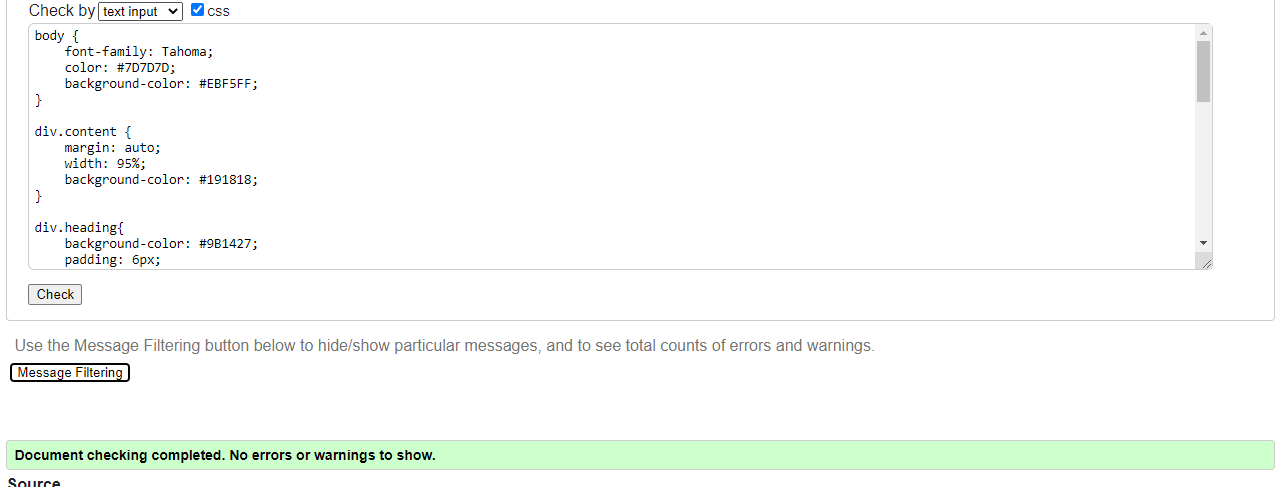 Check by text input css
body {
    font-family: Tahoma;
    color: #7D7D7D;
    background-color: #EBF5FF;
}

div.content {
    margin: auto;
    width: 95%;
    background-color: #191818;
}

div.heading{
    background-color: #9B1427;
    padding: 6px;
Check
Use the Message Filtering button below to hide/show particular messages, and to see total counts of errors and warnings.
Message Filtering
Document checking completed. No errors or warnings to show.
Source